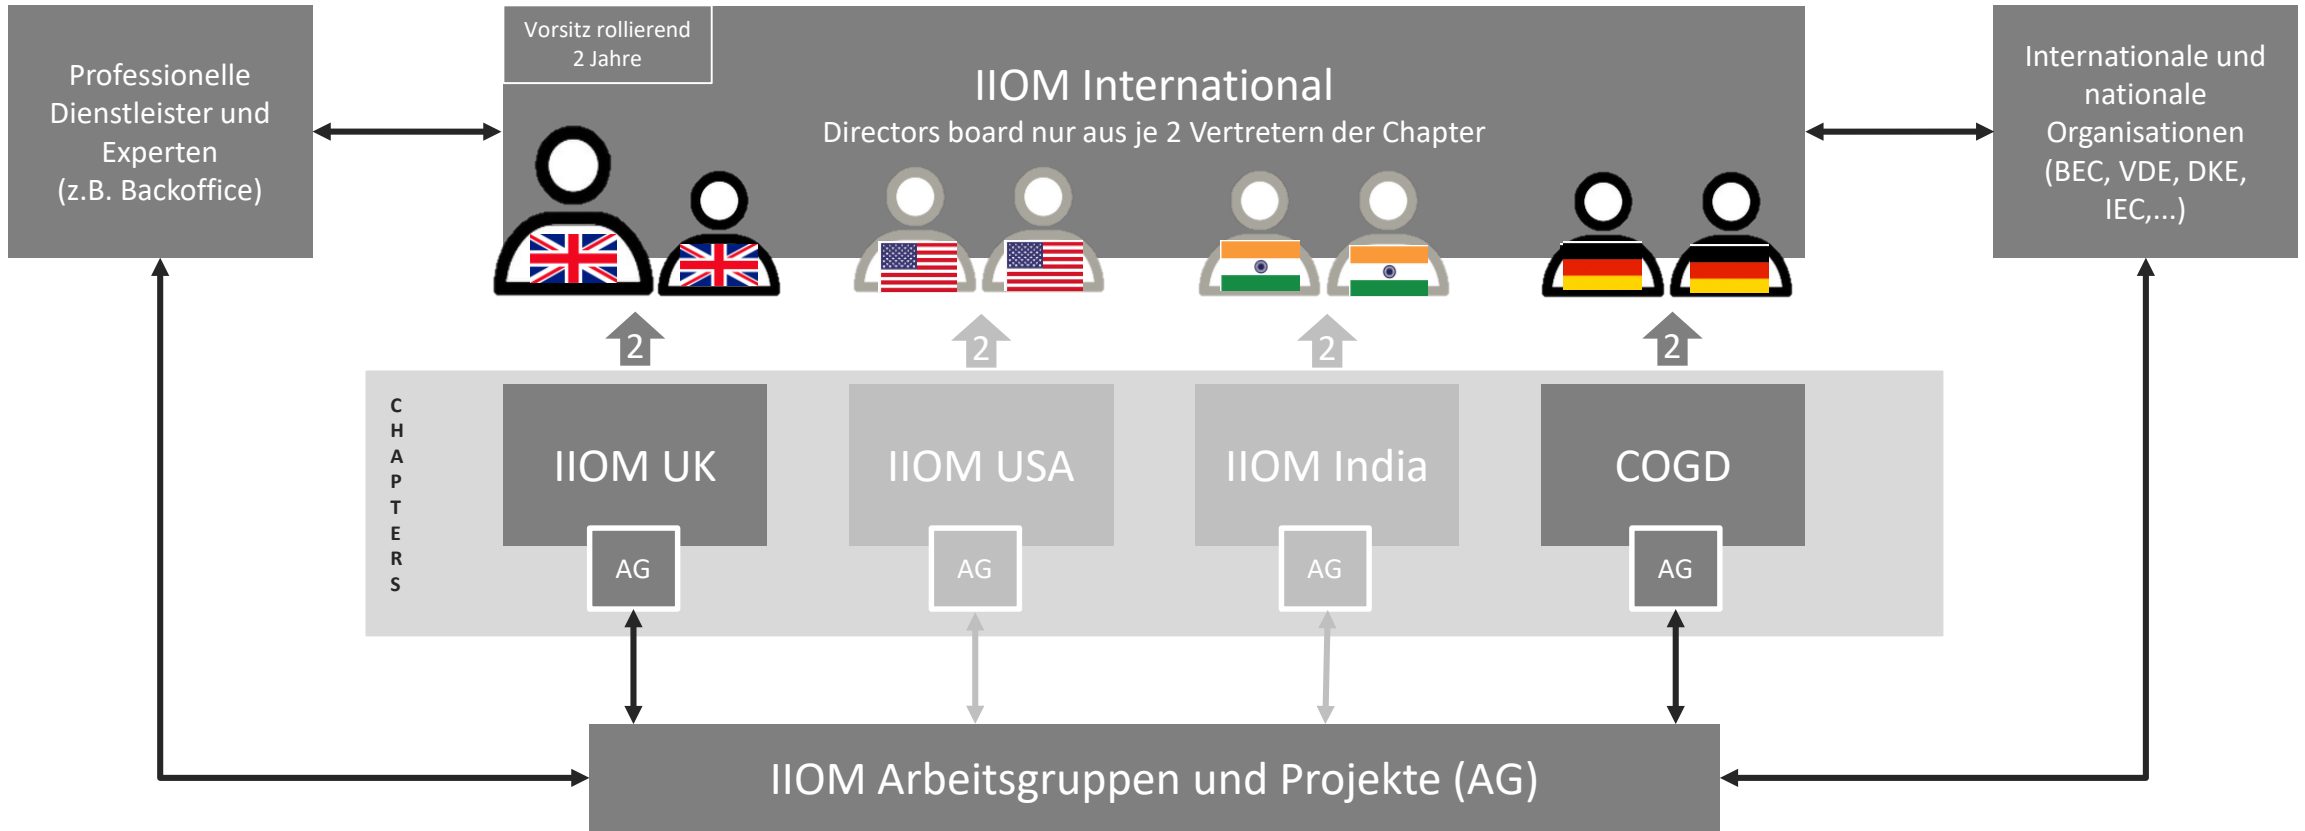 Professionelle
Dienstleister und
Experten
(z.B. Backoffice)
Vorsitz rollierend
2 Jahre
IIOM International
Directors board nur aus je 2 Vertretern der Chapter
Internationale und
nationale
Organisationen
(BEC, VDE, DKE,
IEC,...)
2
2
2
2
CHAPTERS
IIOM UK
IIOM USA
IIOM India
COGD
AG
AG
AG
AG
IIOM Arbeitsgruppen und Projekte (AG)